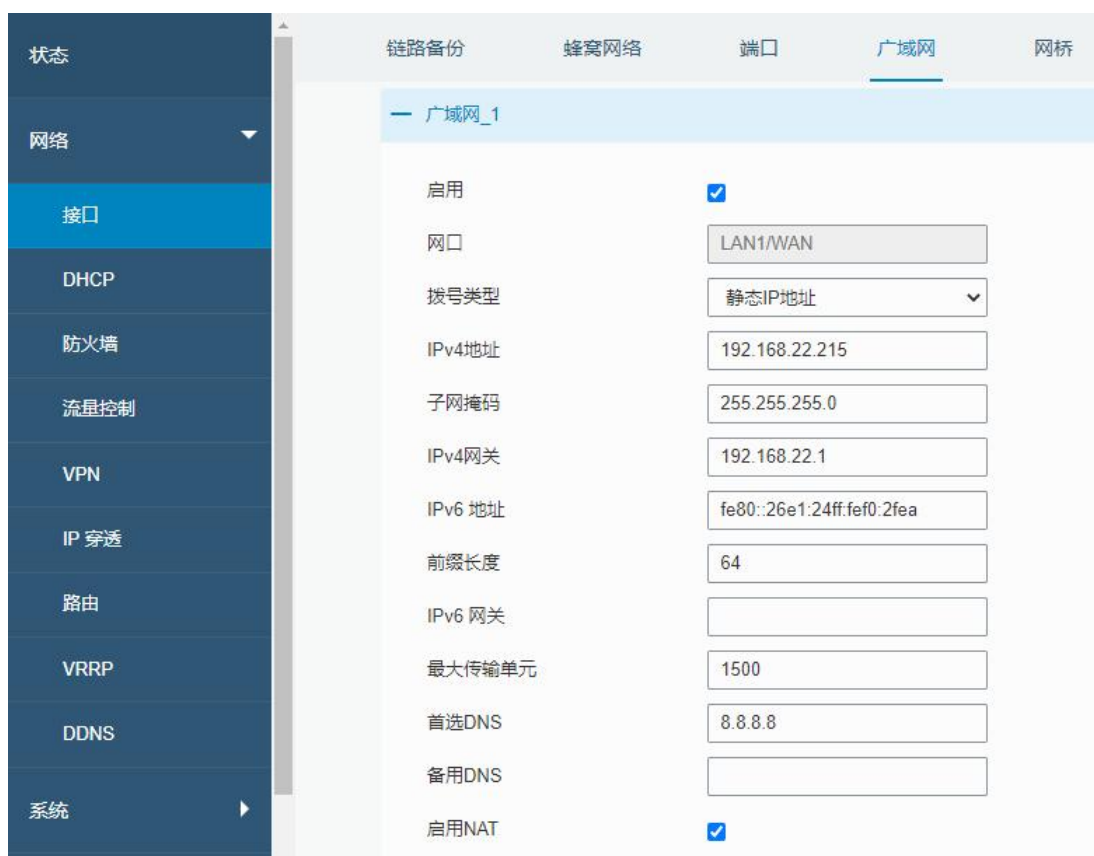 状态
网络
接口
DHCP
防火墙
流量控制
VPN
IP 穿透
路由
VRRP
DDNS
系统
链路备份 蜂窝网络 端口 广域网 网桥
广域网_1
启用
网口 LAN1/WAN
拨号类型 静态IP地址
IPv4地址 192.168.22.215
子网掩码 255.255.255.0
IPv4网关 192.168.22.1
IPv6 地址 fe80::26e1:24ff:fef0:2fea
前缀长度 64
IPv6 网关
最大传输单元 1500
首选DNS 8.8.8.8
备用DNS
启用NAT